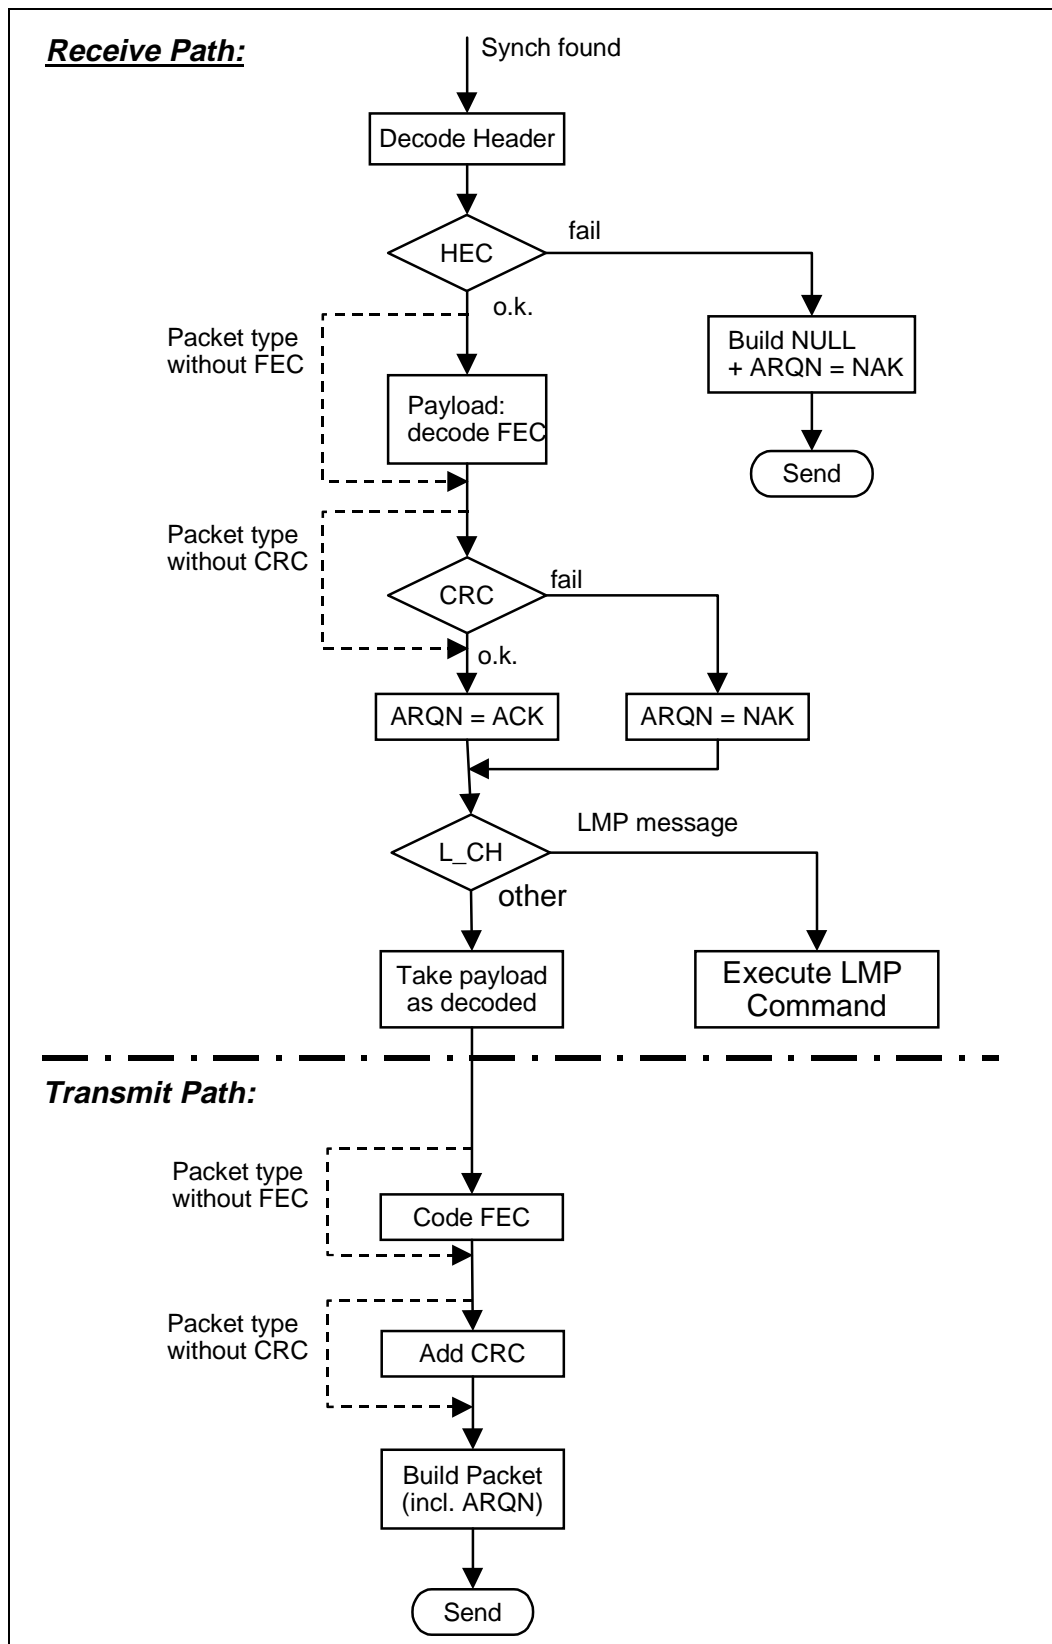 Receive Path:
Synch found
Decode Header
HEC
fail
o.k.
Packet type
without FEC
Build NULL
+ ARQN = NAK
Payload:
decode FEC
Send
Packet type
without CRC
CRC
fail
o.k.
ARQN = ACK
ARQN = NAK
LMP message
L_CH
other
Take payload
as decoded
Execute LMP
Command
Transmit Path:
Packet type
without FEC
Code FEC
Packet type
without CRC
Add CRC
Build Packet
(incl. ARQN)
Send